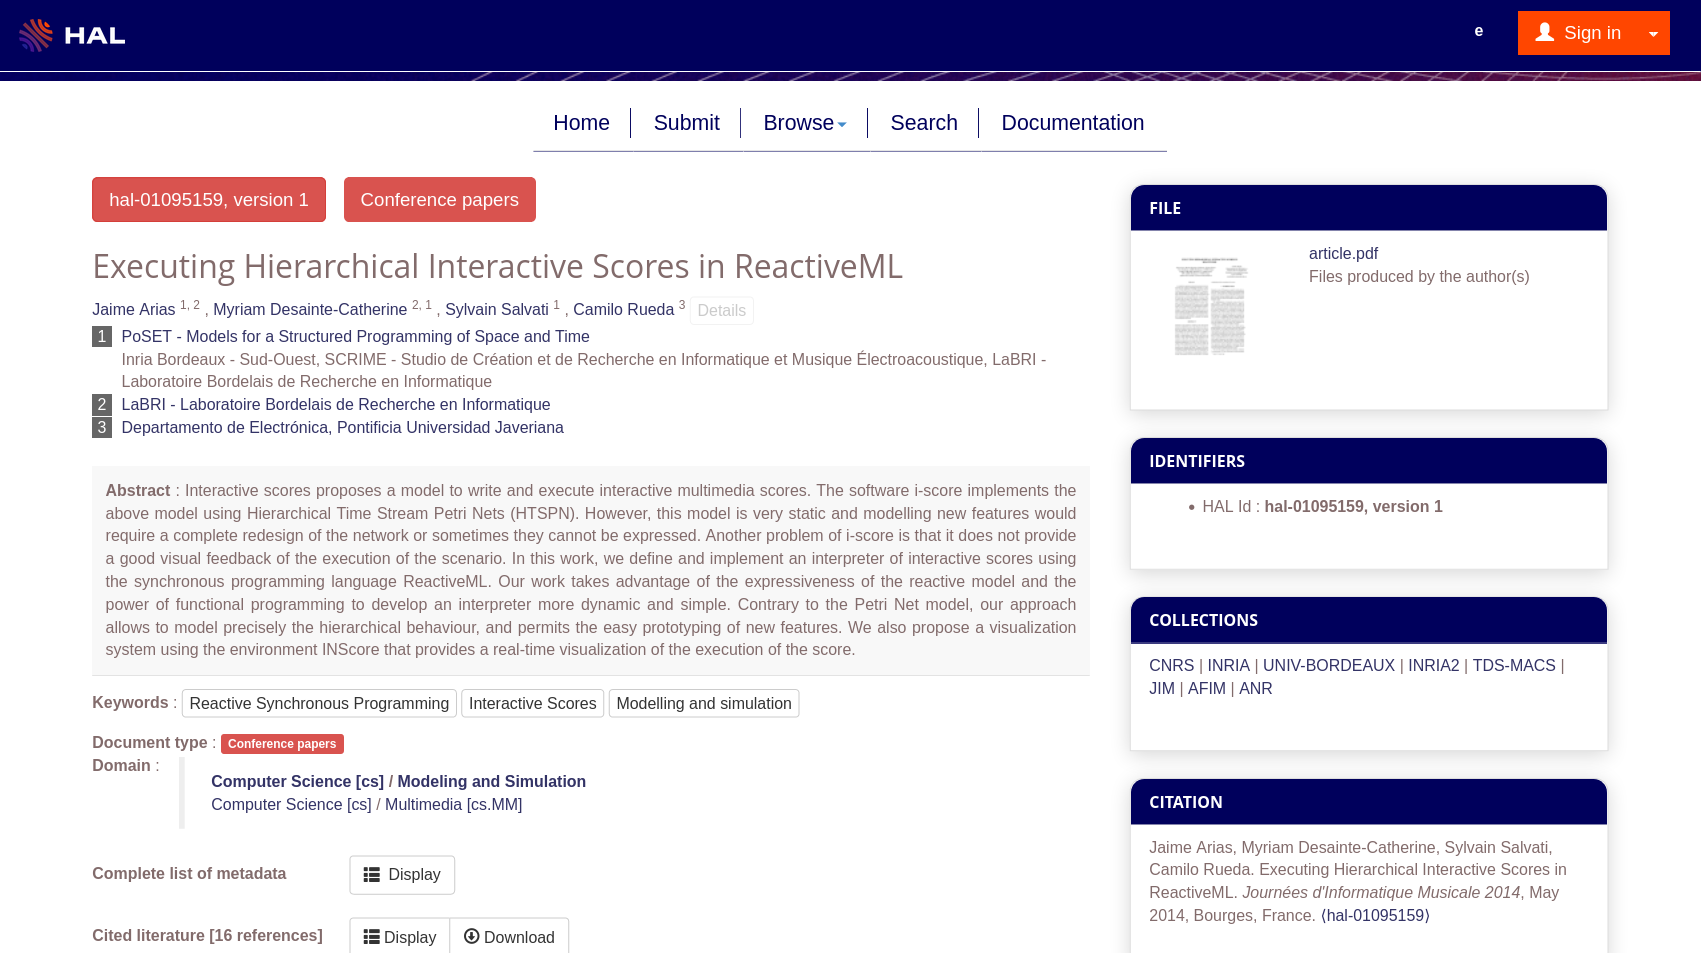 HAL
e
Sign in
Home
Submit
Browse
Search
Documentation
hal-01095159, version 1
Conference papers
Executing Hierarchical Interactive Scores in ReactiveML
Jaime Arias 1, 2 , Myriam Desainte-Catherine 2, 1 , Sylvain Salvati 1 , Camilo Rueda 3 Details
1 PoSET - Models for a Structured Programming of Space and Time
Inria Bordeaux - Sud-Ouest, SCRIME - Studio de Création et de Recherche en Informatique et Musique Électroacoustique, LaBRI -
Laboratoire Bordelais de Recherche en Informatique
2 LaBRI - Laboratoire Bordelais de Recherche en Informatique
3 Departamento de Electrónica, Pontificia Universidad Javeriana
Abstract : Interactive scores proposes a model to write and execute interactive multimedia scores. The software i-score implements the
above model using Hierarchical Time Stream Petri Nets (HTSPN). However, this model is very static and modelling new features would
require a complete redesign of the network or sometimes they cannot be expressed. Another problem of i-score is that it does not provide
a good visual feedback of the execution of the scenario. In this work, we define and implement an interpreter of interactive scores using
the synchronous programming language ReactiveML. Our work takes advantage of the expressiveness of the reactive model and the
power of functional programming to develop an interpreter more dynamic and simple. Contrary to the Petri Net model, our approach
allows to model precisely the hierarchical behaviour, and permits the easy prototyping of new features. We also propose a visualization
system using the environment INScore that provides a real-time visualization of the execution of the score.
Keywords : Reactive Synchronous Programming Interactive Scores Modelling and simulation
Document type : Conference papers
Domain :
Computer Science [cs] / Modeling and Simulation
Computer Science [cs] / Multimedia [cs.MM]
Complete list of metadata
Display
Cited literature [16 references]
Display
Download
FILE
article.pdf
Files produced by the author(s)
IDENTIFIERS
• HAL Id : hal-01095159, version 1
COLLECTIONS
CNRS | INRIA | UNIV-BORDEAUX | INRIA2 | TDS-MACS |
JIM | AFIM | ANR
CITATION
Jaime Arias, Myriam Desainte-Catherine, Sylvain Salvati,
Camilo Rueda. Executing Hierarchical Interactive Scores in
ReactiveML. Journées d'Informatique Musicale 2014, May
2014, Bourges, France. ⟨hal-01095159⟩